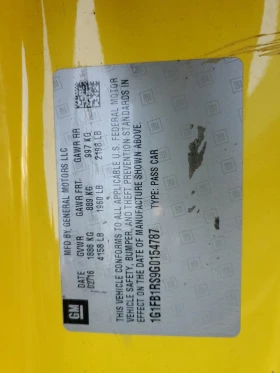 MFD BY GENERAL MOTORS LLC
DATE GVWR GAWR FRT GAWR RR
02/16 1886 KG 889 KG 997 KG
4158 LB 1960 LB 2198 LB
THIS VEHICLE CONFORMS TO ALL APPLICABLE U.S. FEDERAL MOTOR
VEHICLE SAFETY, BUMPER, AND THEFT PREVENTION STANDARDS IN
EFFECT ON THE DATE OF MANUFACTURE SHOWN ABOVE.
1G1FB1RS9G0154787 TYPE: PASS CAR
GM